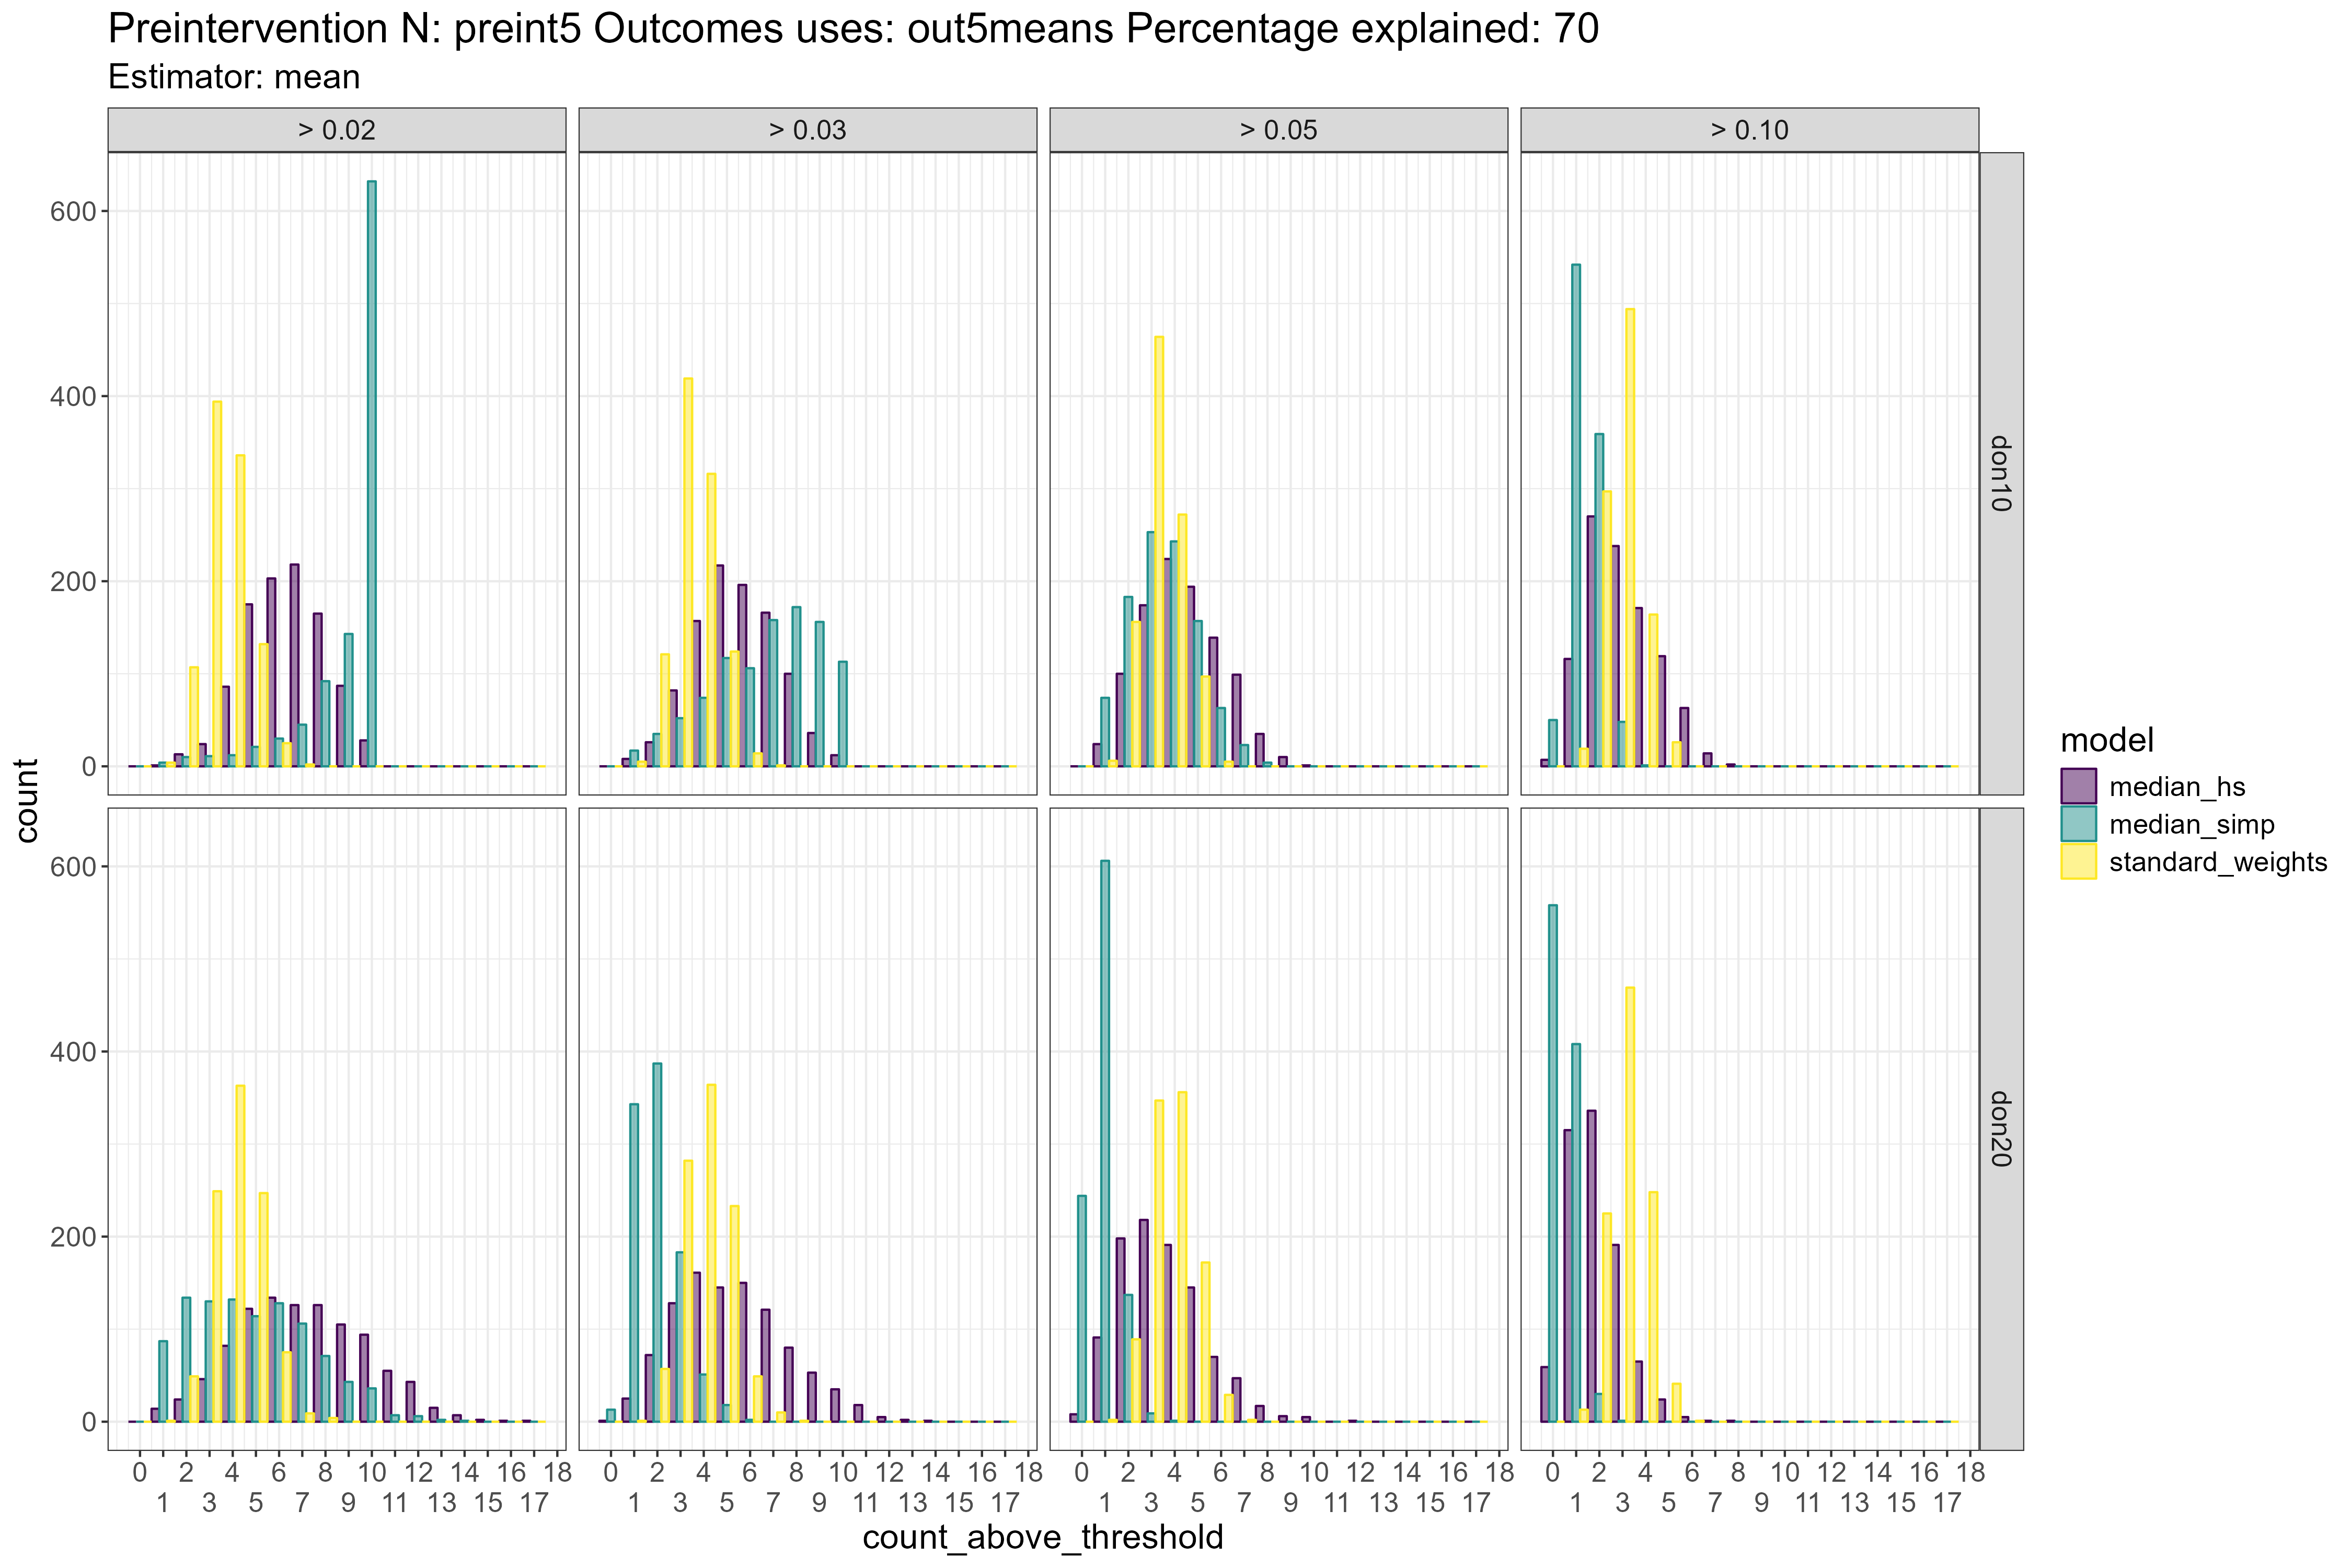 Preintervention N: preint5 Outcomes uses: out5means Percentage explained: 70
Estimator: mean
> 0.02 > 0.03 > 0.05 > 0.10
600
400
200
0
don10
count
600
400
200
0
don20
0 2 4 6 8 10 12 14 16 18 0 2 4 6 8 10 12 14 16 18 0 2 4 6 8 10 12 14 16 18 0 2 4 6 8 10 12 14 16 18
1 3 5 7 9 11 13 15 17 1 3 5 7 9 11 13 15 17 1 3 5 7 9 11 13 15 17 1 3 5 7 9 11 13 15 17
count_above_threshold
model
median_hs
median_simp
standard_weights